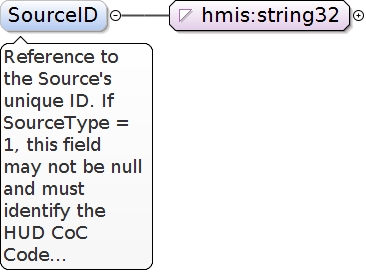 SourceID
hmis:string32
Reference to
the Source's
unique ID. If
SourceType =
1, this field
may not be null
and must
identify the
HUD CoC
Code...